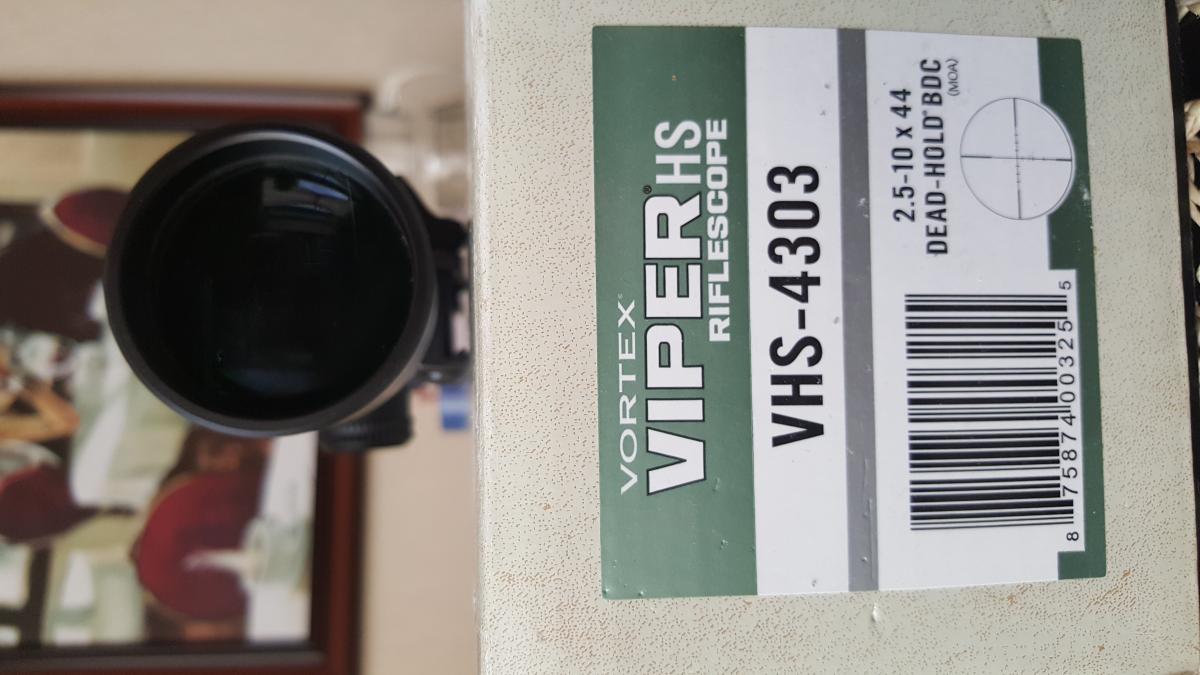 VORTEX®
VIPER® HS
RIFLESCOPE
VHS-4303
2.5-10 x 44
DEAD-HOLD® BDC
(MOA)
8 75874 00325 5